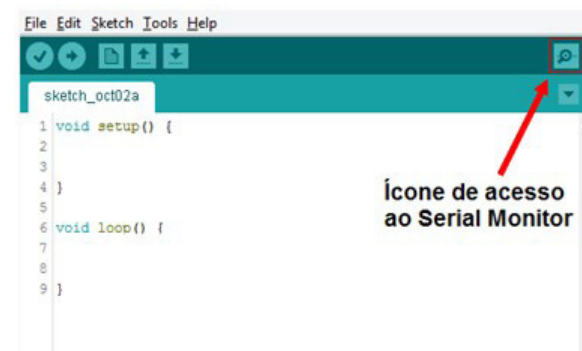 File Edit Sketch Tools Help
sketch_oct02a
1 void setup() {
2
3
4 }
5
6 void loop() {
7
8
9 }
Ícone de acesso
ao Serial Monitor